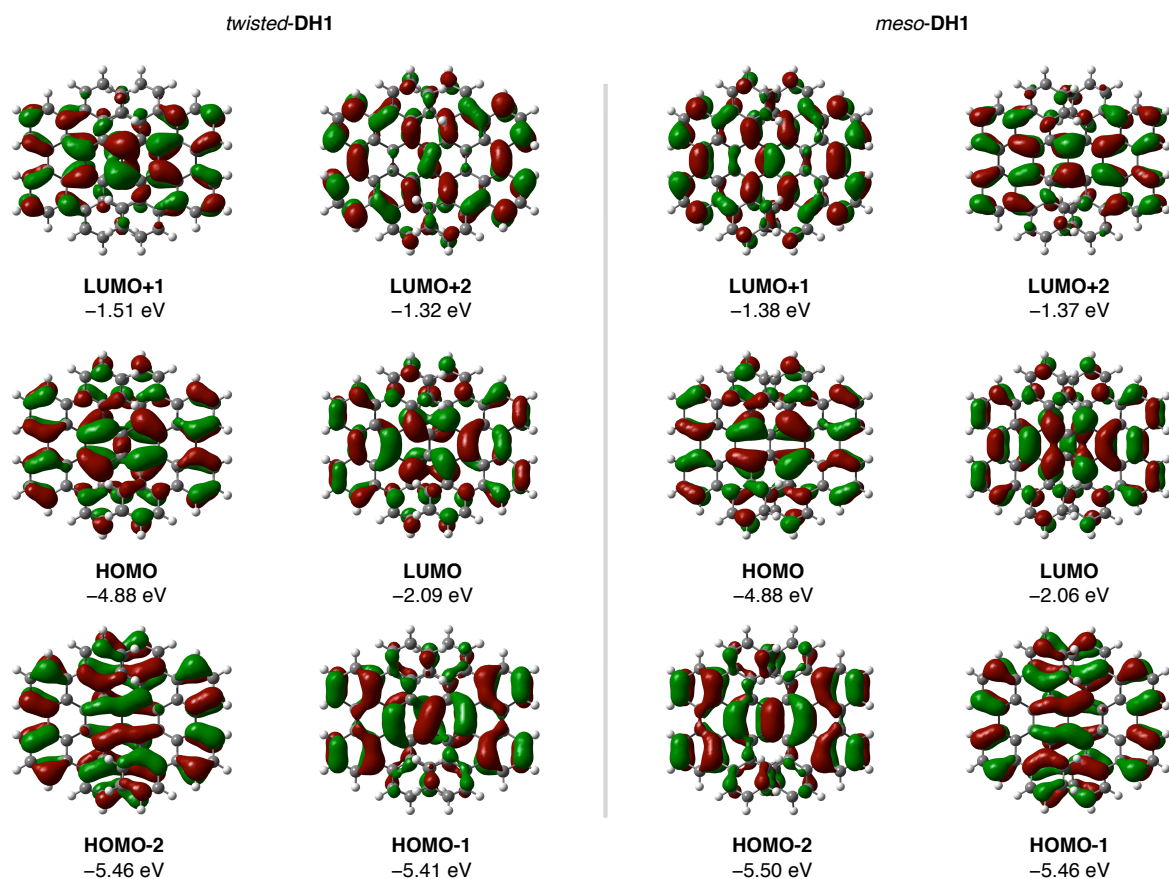 twisted-DH1
meso-DH1
LUMO+1
−1.51 eV
LUMO+2
−1.32 eV
LUMO+1
−1.38 eV
LUMO+2
−1.37 eV
HOMO
−4.88 eV
LUMO
−2.09 eV
HOMO
−4.88 eV
LUMO
−2.06 eV
HOMO-2
−5.46 eV
HOMO-1
−5.41 eV
HOMO-2
−5.50 eV
HOMO-1
−5.46 eV